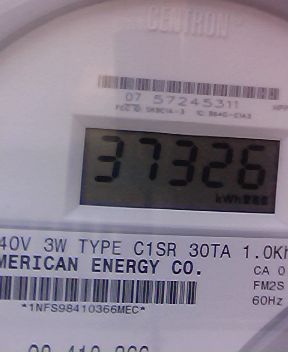 CENTRON
07 57245311
37326
kWh
40V 3W TYPE C1SR 30TA 1.0Kh
MERICAN ENERGY CO.
CA 0
FM2S
60Hz
*1NFS98410366MEC*